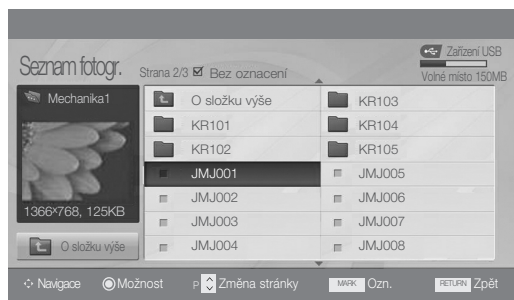 Zařízení USB
Seznam fotogr. Strana 2/3 Bez oznacení
Volné místo 150MB
Mechanika1
O složku výše KR103
KR101 KR104
KR102 KR105
JMJ001 JMJ005
JMJ002 JMJ006
JMJ003 JMJ007
JMJ004 JMJ008
1366×768, 125KB
O složku výše
Navigace Možnost P Změna stránky MARK Ozn. RETURN Zpět